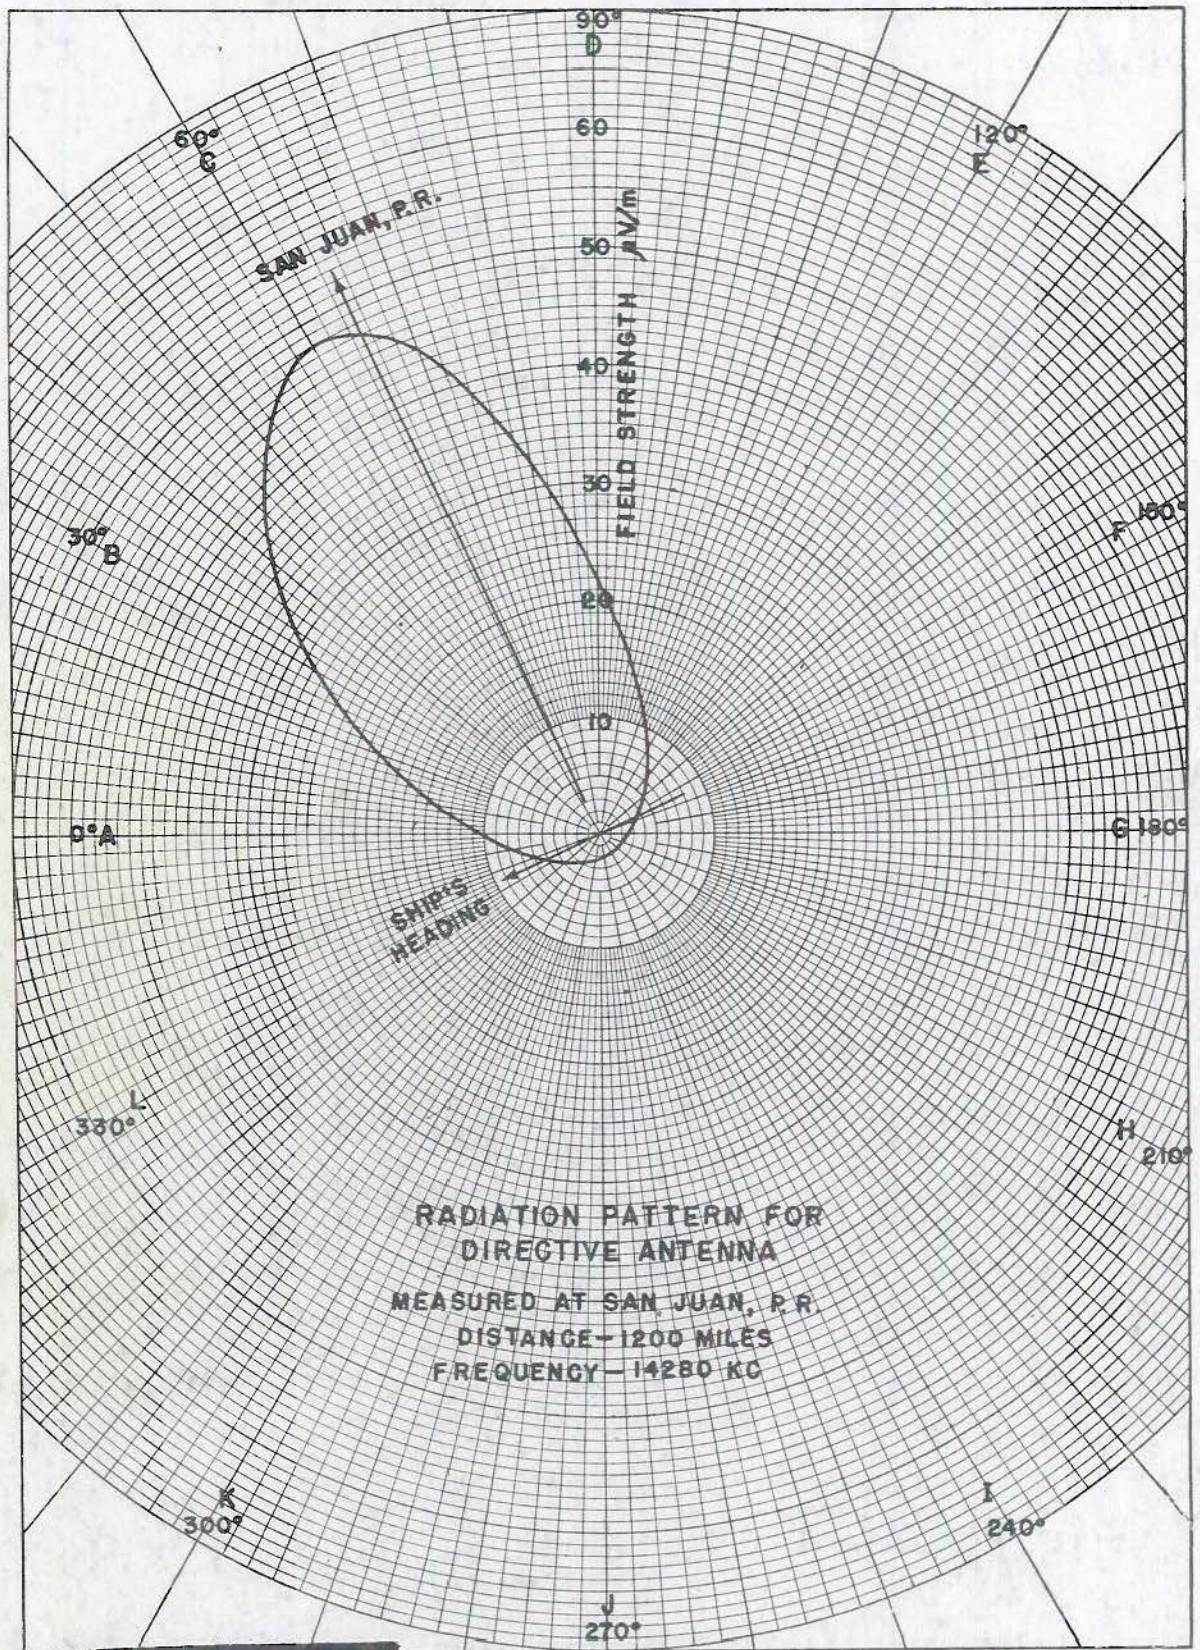 90°
D
60°
C
60
120°
E
SAN JUAN, P.R.
50
FIELD STRENGTH μV/m
40
30
30°
B
150°
F
20
10
0° A
G 180°
SHIP'S
HEADING
L
330°
H
210°
RADIATION PATTERN FOR
DIRECTIVE ANTENNA
MEASURED AT SAN JUAN, P.R.
DISTANCE—1200 MILES
FREQUENCY—14280 KC
K
300°
I
240°
J
270°